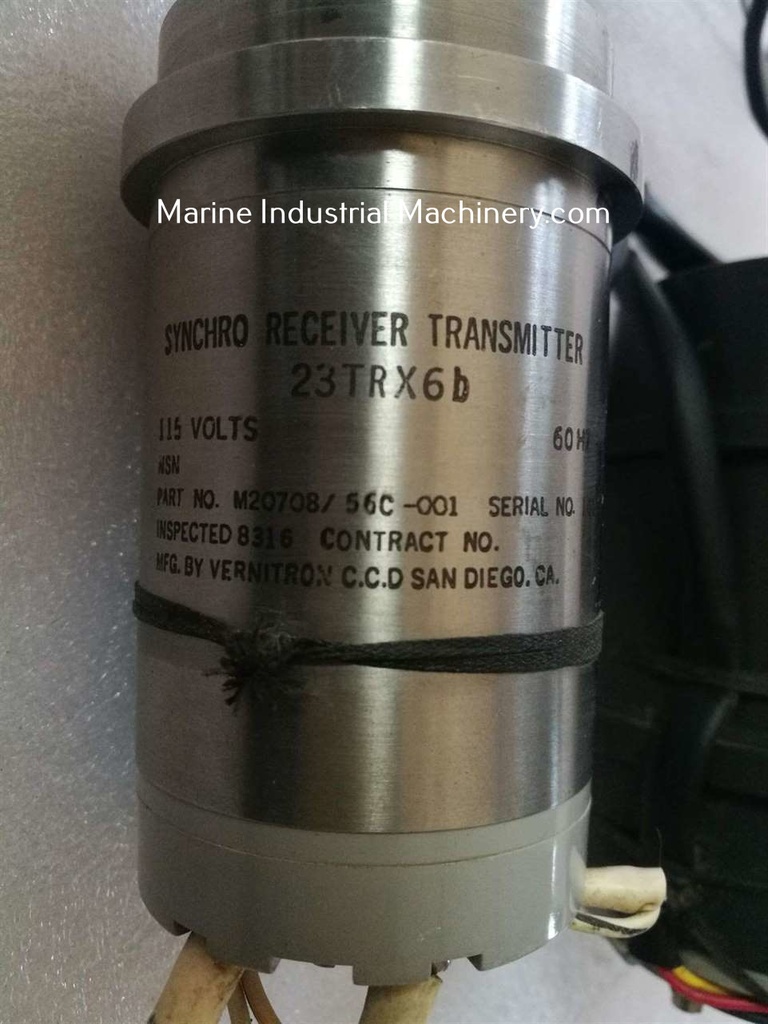 Marine Industrial Machinery.com
SYNCHRO RECEIVER TRANSMITTER
23TRX6b
115 VOLTS 60
NSN
PART NO. M20708/56C-001 SERIAL NO.
INSPECTED 8316 CONTRACT NO.
MFG. BY VERNITRON C.C.D SAN DIEGO. CA.